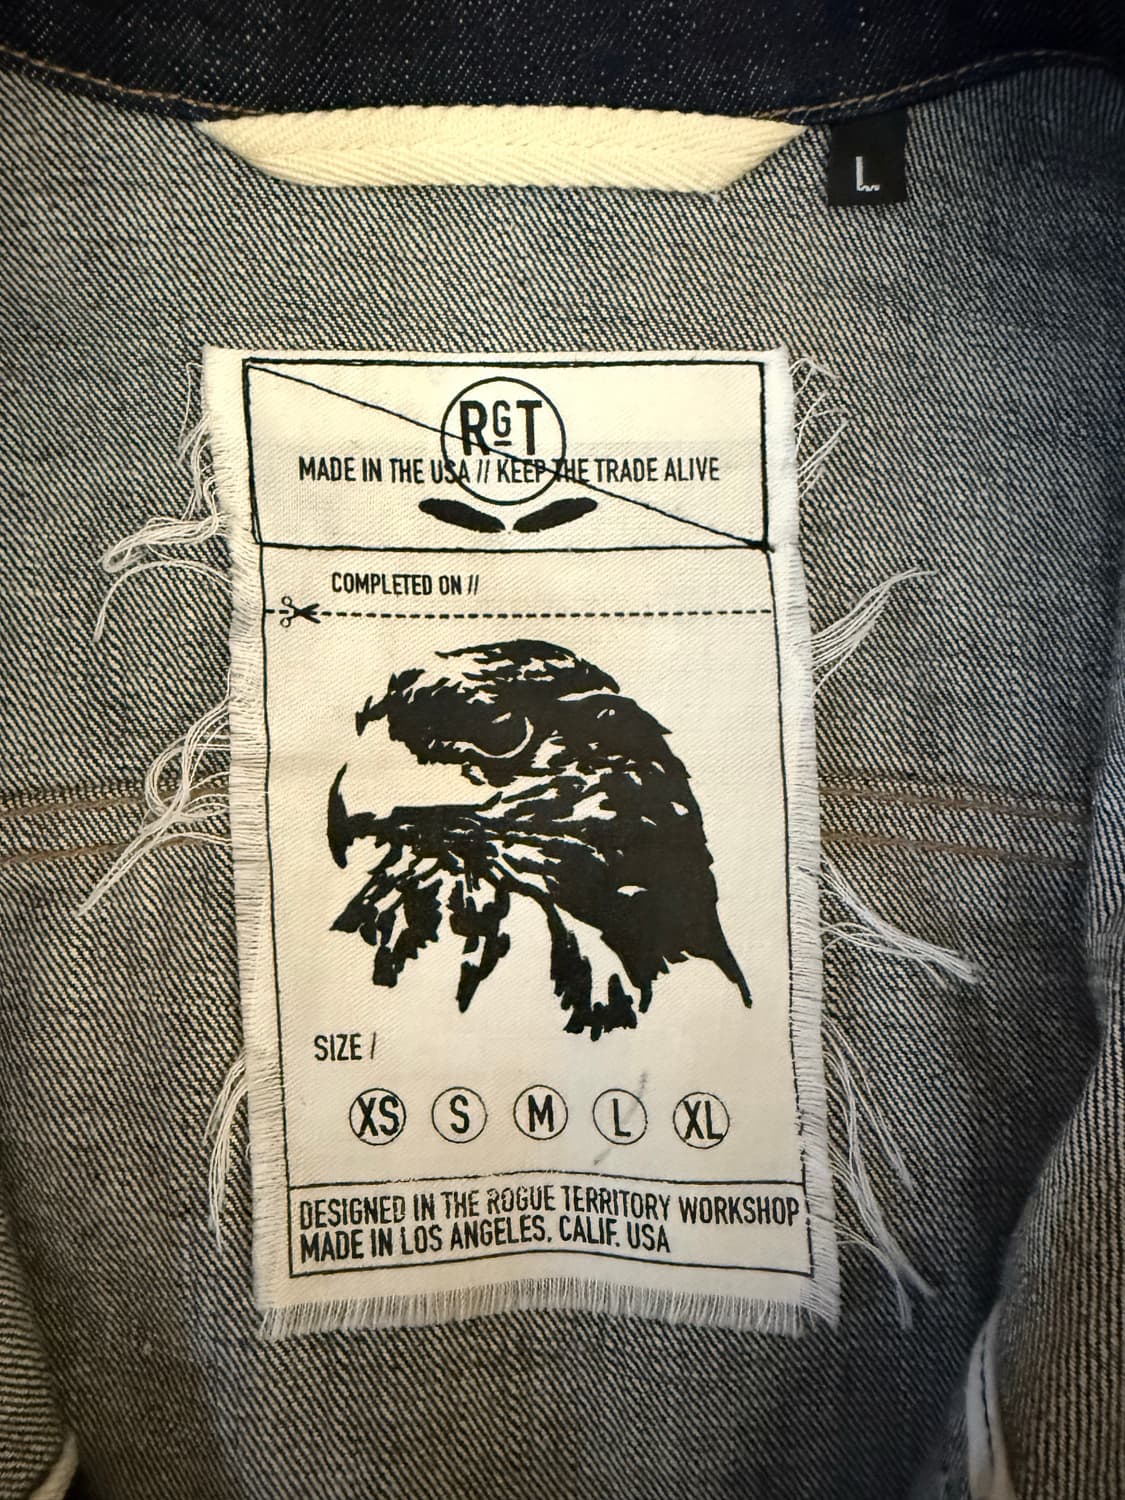 L
RGT
MADE IN THE USA // KEEP THE TRADE ALIVE
COMPLETED ON //
SIZE /
XS S M L XL
DESIGNED IN THE ROGUE TERRITORY WORKSHOP
MADE IN LOS ANGELES, CALIF. USA